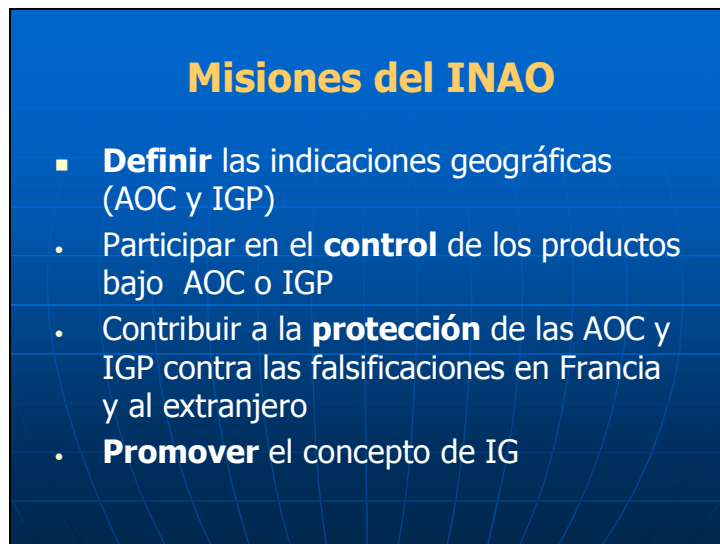 Misiones del INAO
▪ Definir las indicaciones geográficas
(AOC y IGP)
• Participar en el control de los productos
bajo AOC o IGP
• Contribuir a la protección de las AOC y
IGP contra las falsificaciones en Francia
y al extranjero
• Promover el concepto de IG